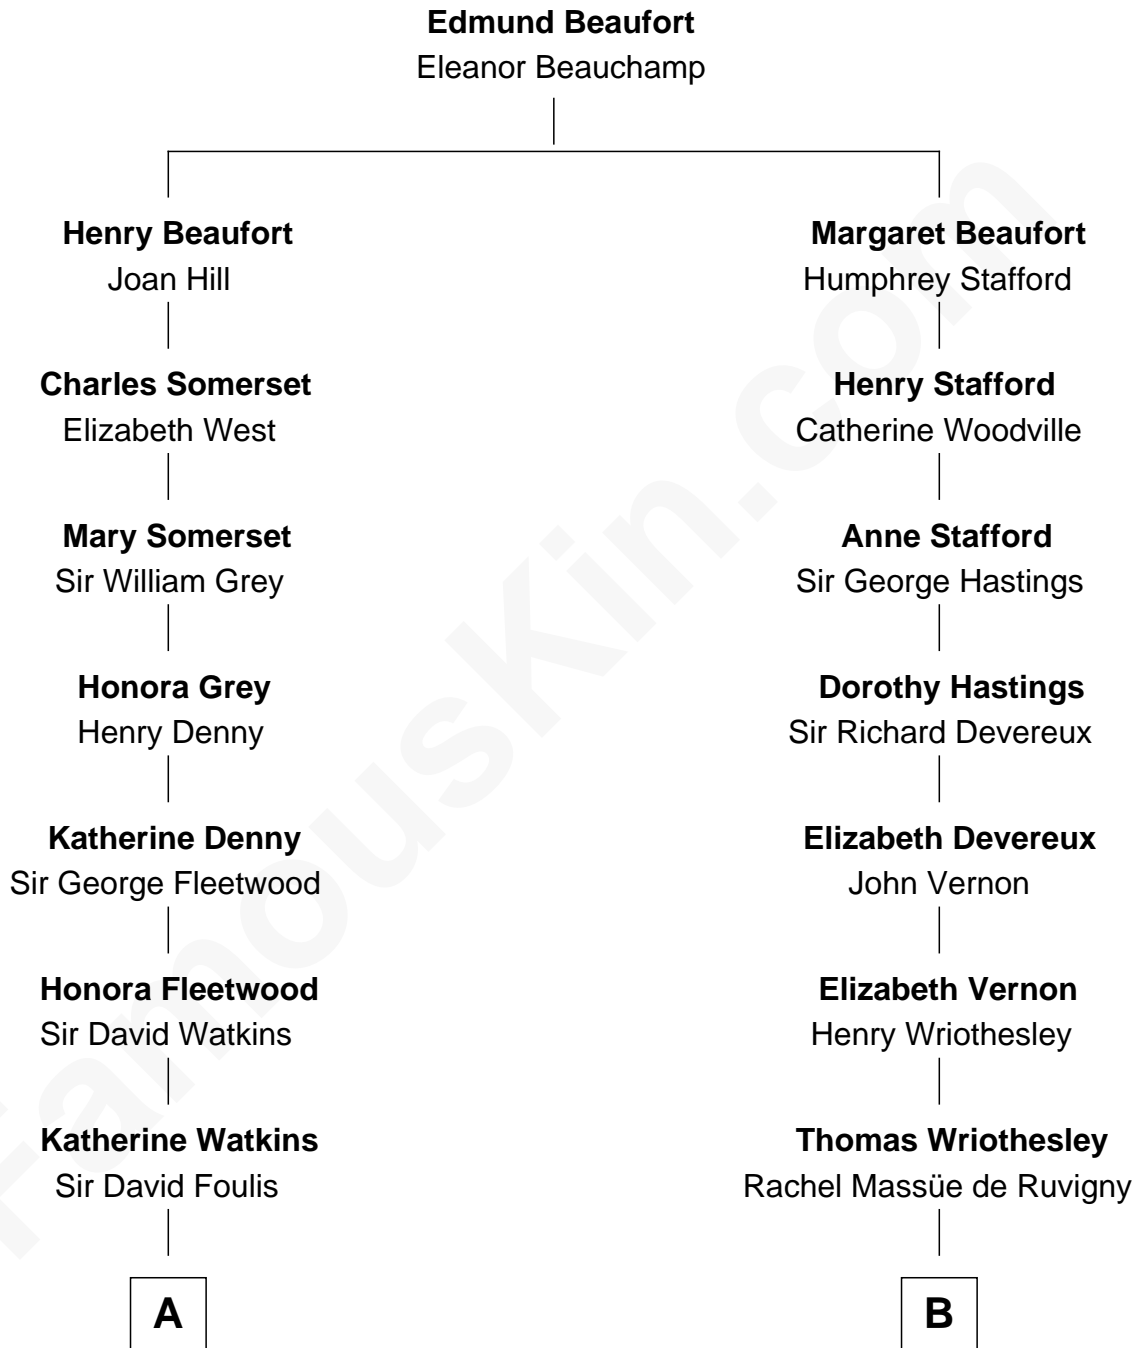 Edmund Beaufort
Eleanor Beauchamp
Henry Beaufort
Joan Hill
Margaret Beaufort
Humphrey Stafford
Charles Somerset
Elizabeth West
Henry Stafford
Catherine Woodville
Mary Somerset
Sir William Grey
Anne Stafford
Sir George Hastings
Honora Grey
Henry Denny
Dorothy Hastings
Sir Richard Devereux
Katherine Denny
Sir George Fleetwood
Elizabeth Devereux
John Vernon
Honora Fleetwood
Sir David Watkins
Elizabeth Vernon
Henry Wriothesley
Katherine Watkins
Sir David Foulis
Thomas Wriothesley
Rachel Massüe de Ruvigny
A
B
FamousKin.com